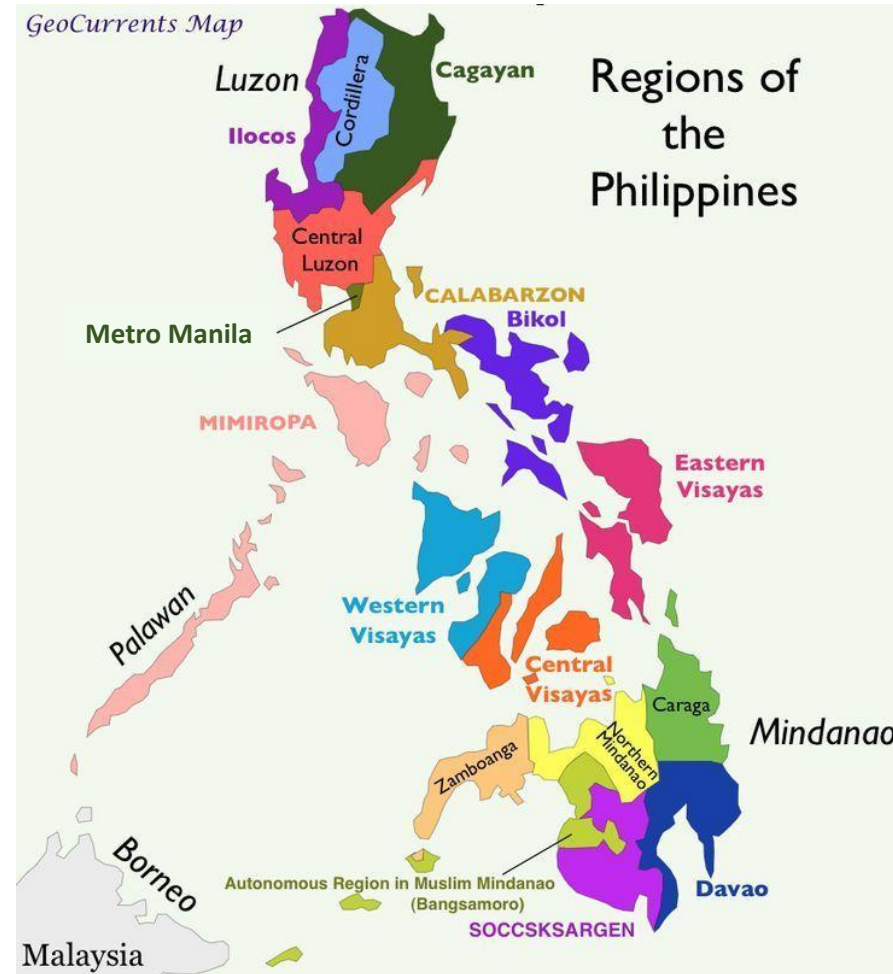 GeoCurrents Map
Regions of
the
Philippines
Luzon
Cordillera
Cagayan
Ilocos
Central
Luzon
CALABARZON
Bikol
Metro Manila
MIMIROPA
Eastern
Visayas
Palawan
Western
Visayas
Central
Visayas
Caraga
Mindanao
Northern
Mindanao
Zamboanga
Borneo
Autonomous Region in Muslim Mindanao
(Bangsamoro)
Davao
SOCCSKSARGEN
Malaysia